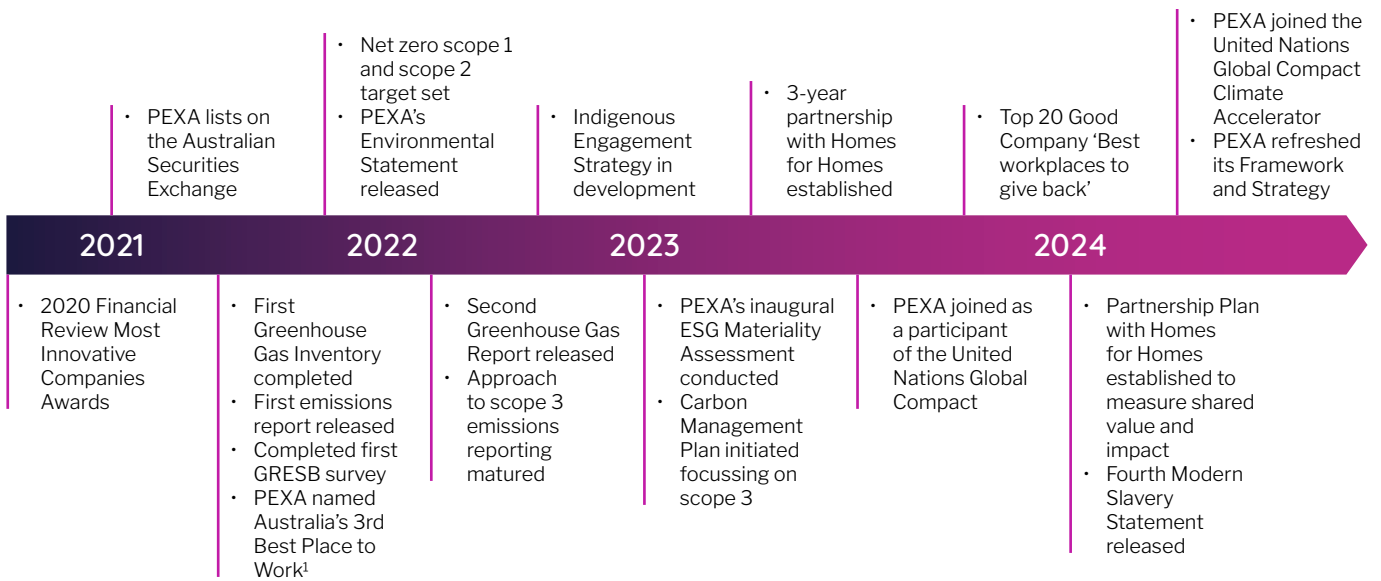 • PEXA lists on
the Australian
Securities
Exchange
• Net zero scope 1
and scope 2
target set
• PEXA’s
Environmental
Statement
released
• Indigenous
Engagement
Strategy in
development
• 3-year
partnership
with Homes
for Homes
established
• Top 20 Good
Company ‘Best
workplaces to
give back’
• PEXA joined the
United Nations
Global Compact
Climate
Accelerator
• PEXA refreshed
its Framework
and Strategy
2021
2022
2023
2024
• 2020 Financial
Review Most
Innovative
Companies
Awards
• First
Greenhouse
Gas Inventory
completed
• First emissions
report released
• Completed first
GRESB survey
• PEXA named
Australia’s 3rd
Best Place to
Work¹
• Second
Greenhouse Gas
Report released
• Approach
to scope 3
emissions
reporting
matured
• PEXA’s inaugural
ESG Materiality
Assessment
conducted
• Carbon
Management
Plan initiated
focussing on
scope 3
• PEXA joined as
a participant
of the United
Nations Global
Compact
• Partnership Plan
with Homes
for Homes
established to
measure shared
value and
impact
• Fourth Modern
Slavery
Statement
released